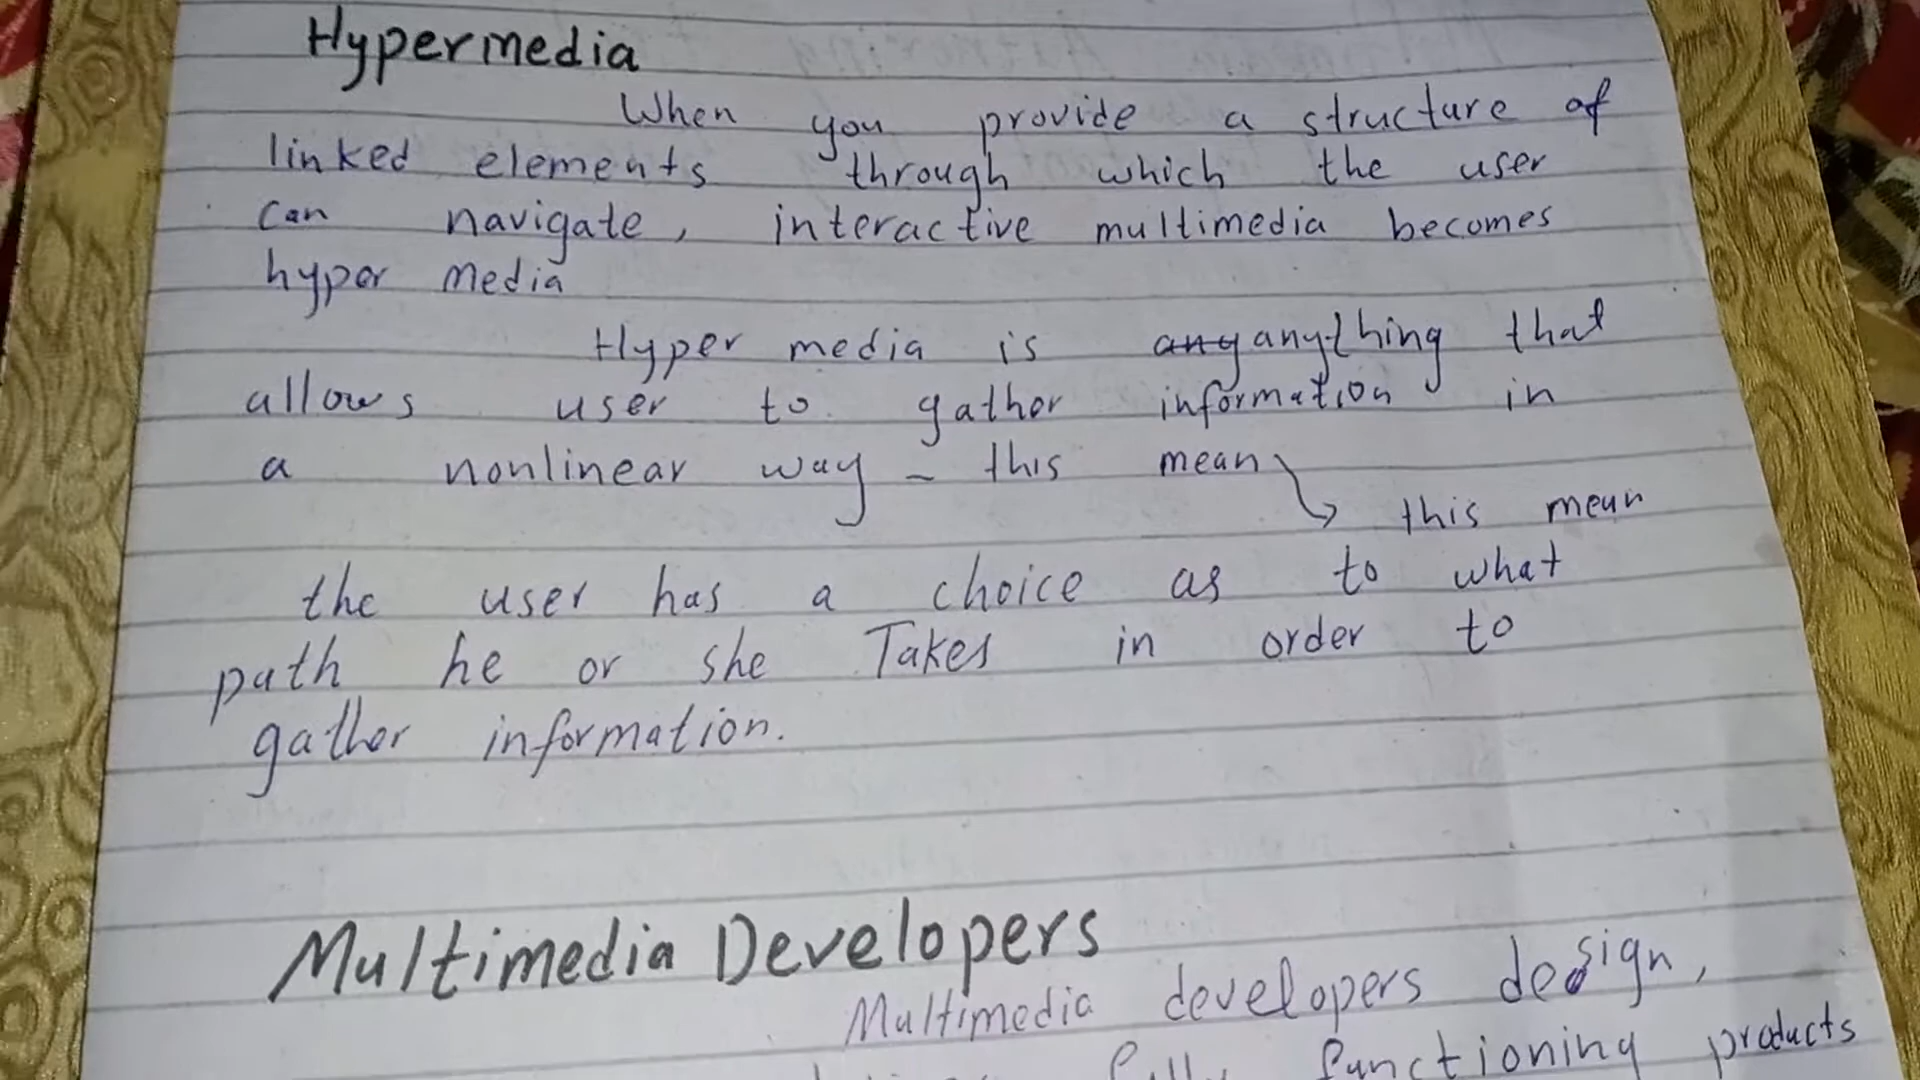 Hypermedia
When you provide a structure of
linked elements through which the user
can navigate, interactive multimedia becomes
hyper media
Hyper media is any anything that
allows user to gather information in
a nonlinear way - this mean
this mean
the user has a choice as to what
path he or she Takes in order to
gather information.
Multimedia Developers
Multimedia developers design,
fully functioning products